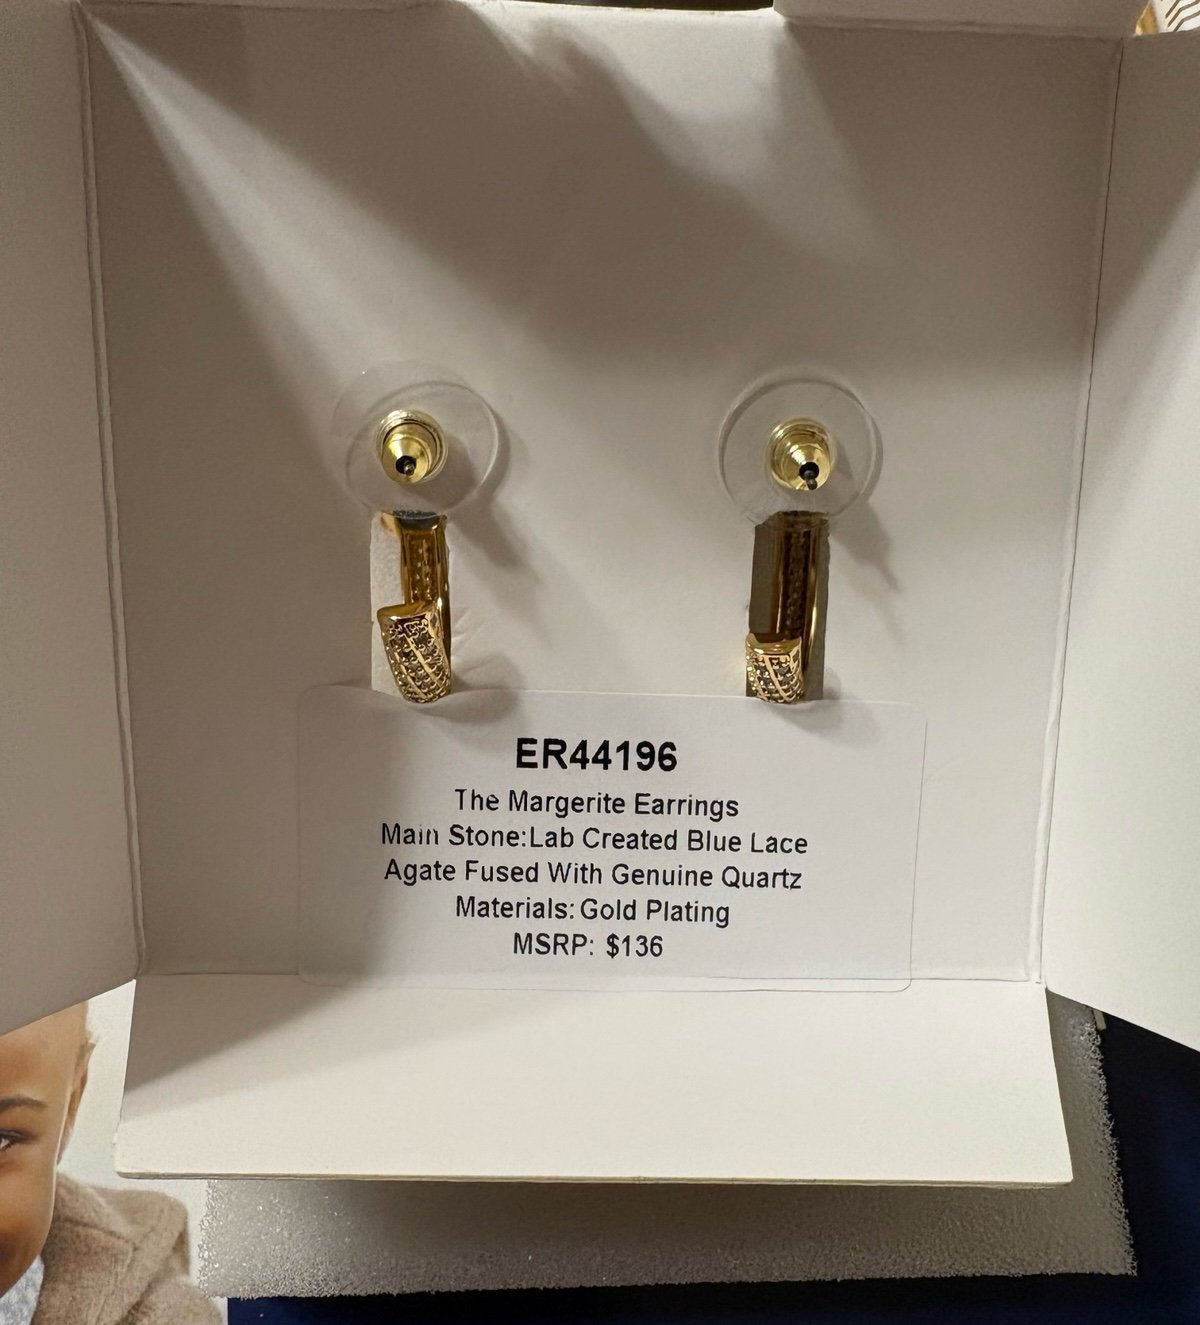 ER44196
The Margerite Earrings
Main Stone:Lab Created Blue Lace
Agate Fused With Genuine Quartz
Materials: Gold Plating
MSRP: $136